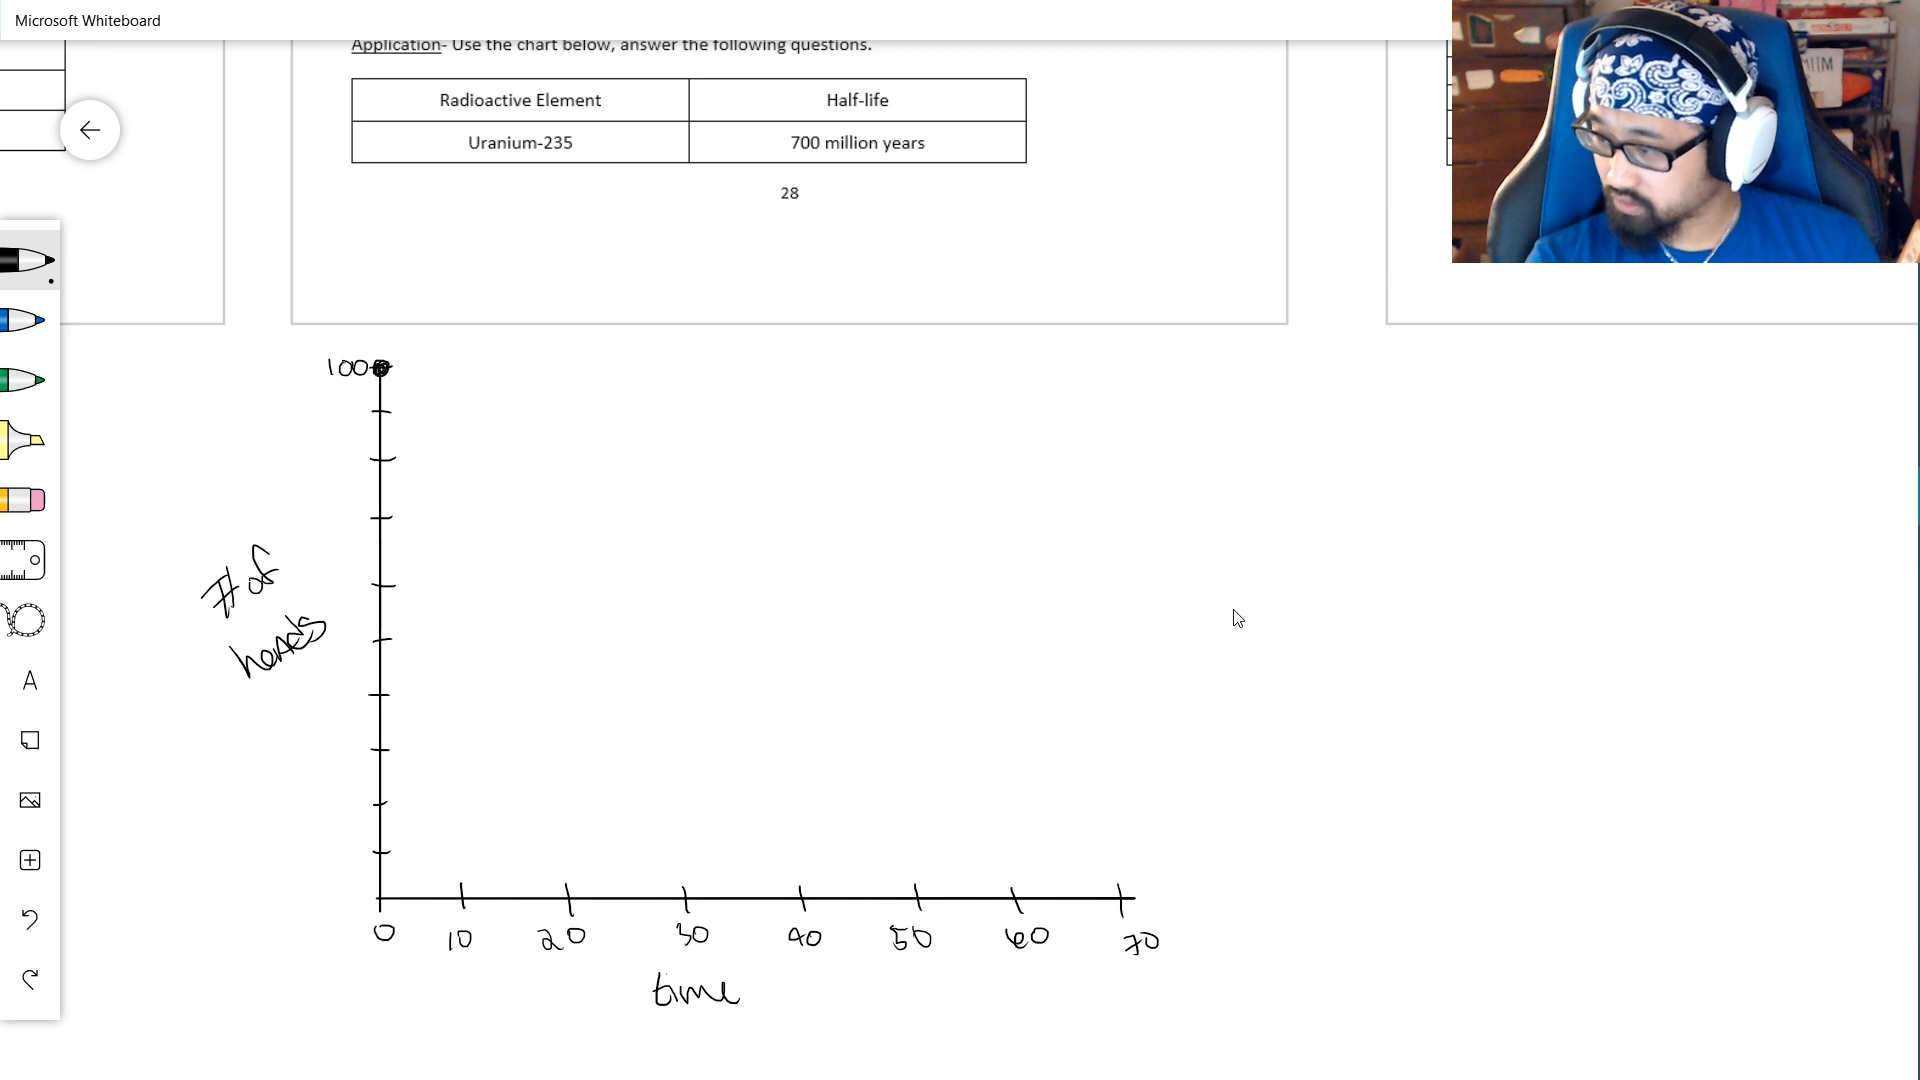 Microsoft Whiteboard
Application- Use the chart below, answer the following questions.
Radioactive Element Half-life
Uranium-235 700 million years
28
100
# of
heads
0 10 20 30 40 50 60 70
time
A